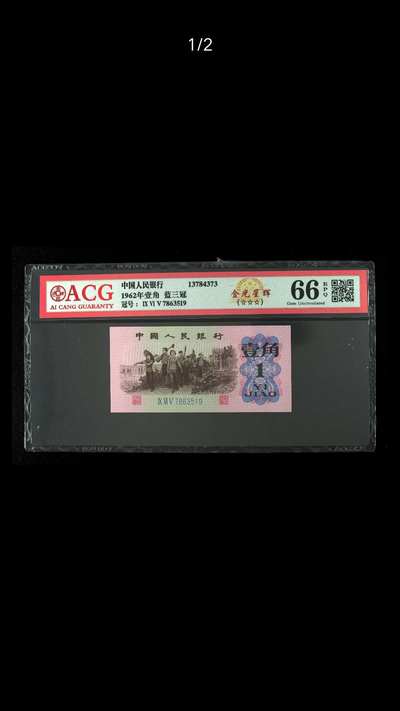 1/2
ACG
AI CANG GUARANTY
中国人民银行 13784373
1962年壹角 蓝三冠
冠号: IX VI V 7863519
金光星辉
(☆☆☆)
66
EPQ
Gem Uncirculated
中國人民銀行
壹角
1
YI
JIAO
IX VI V 7863519